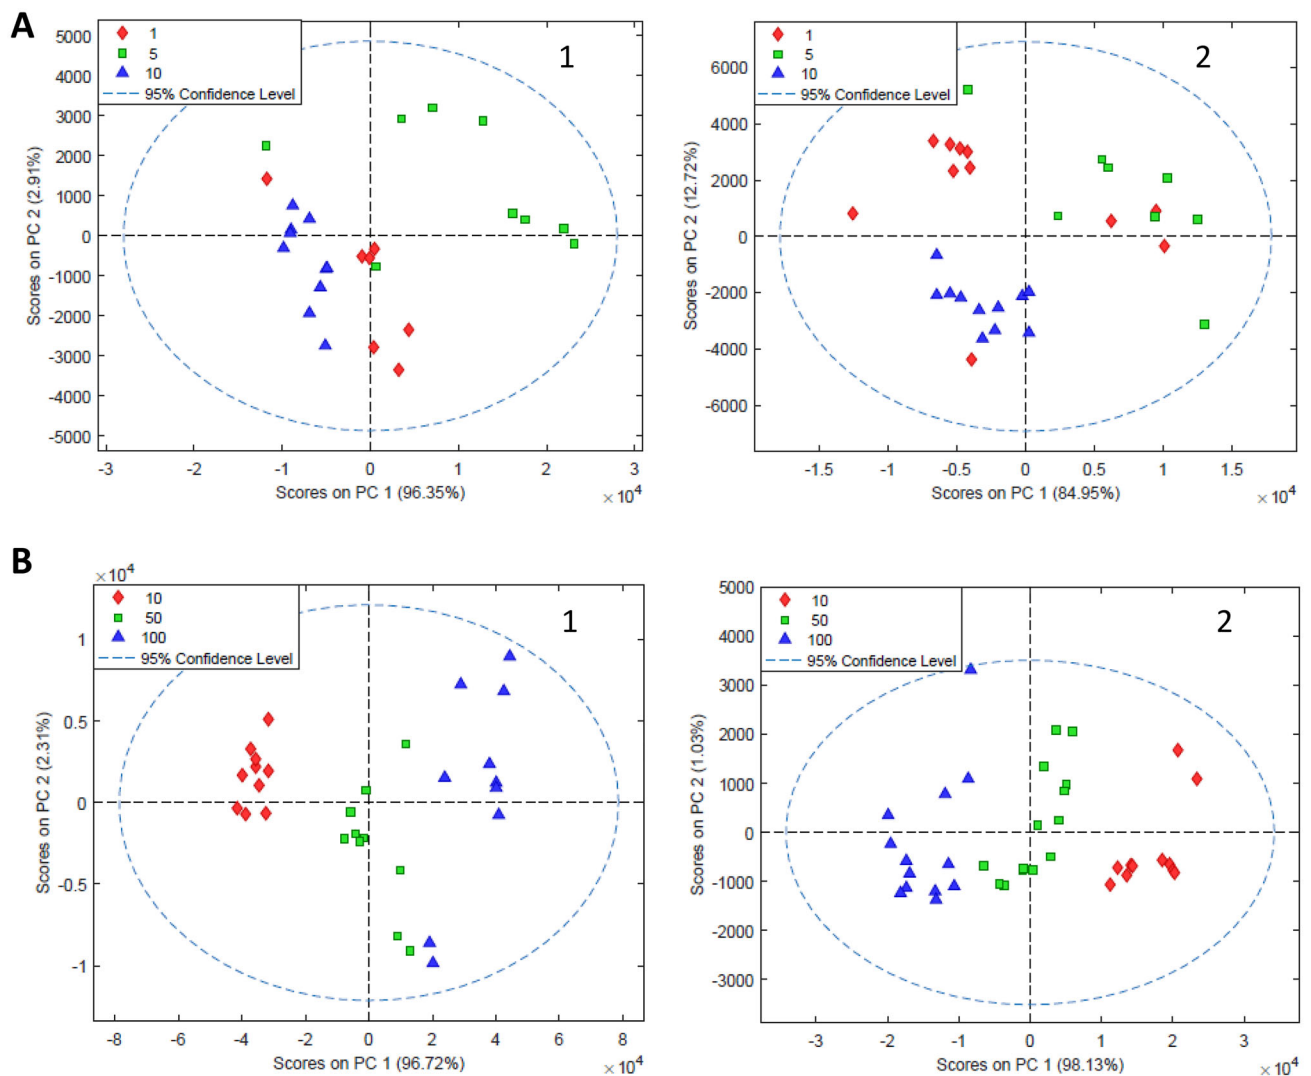 A
1
5
10
95% Confidence Level
1
5000
4000
3000
2000
1000
0
-1000
-2000
-3000
-4000
-5000
Scores on PC 2 (2.91%)
-3 -2 -1 0 1 2 3
Scores on PC 1 (96.35%)
×10⁴
1
5
10
95% Confidence Level
2
6000
4000
2000
0
-2000
-4000
-6000
Scores on PC 2 (12.72%)
-1.5 -1 -0.5 0 0.5 1 1.5
Scores on PC 1 (84.95%)
×10⁴
B
×10⁴
10
50
100
95% Confidence Level
1
1
0.5
0
-0.5
-1
Scores on PC 2 (2.31%)
-8 -6 -4 -2 0 2 4 6 8
Scores on PC 1 (96.72%)
×10⁴
10
50
100
95% Confidence Level
2
5000
4000
3000
2000
1000
0
-1000
-2000
-3000
Scores on PC 2 (1.03%)
-3 -2 -1 0 1 2 3
Scores on PC 1 (98.13%)
×10⁴